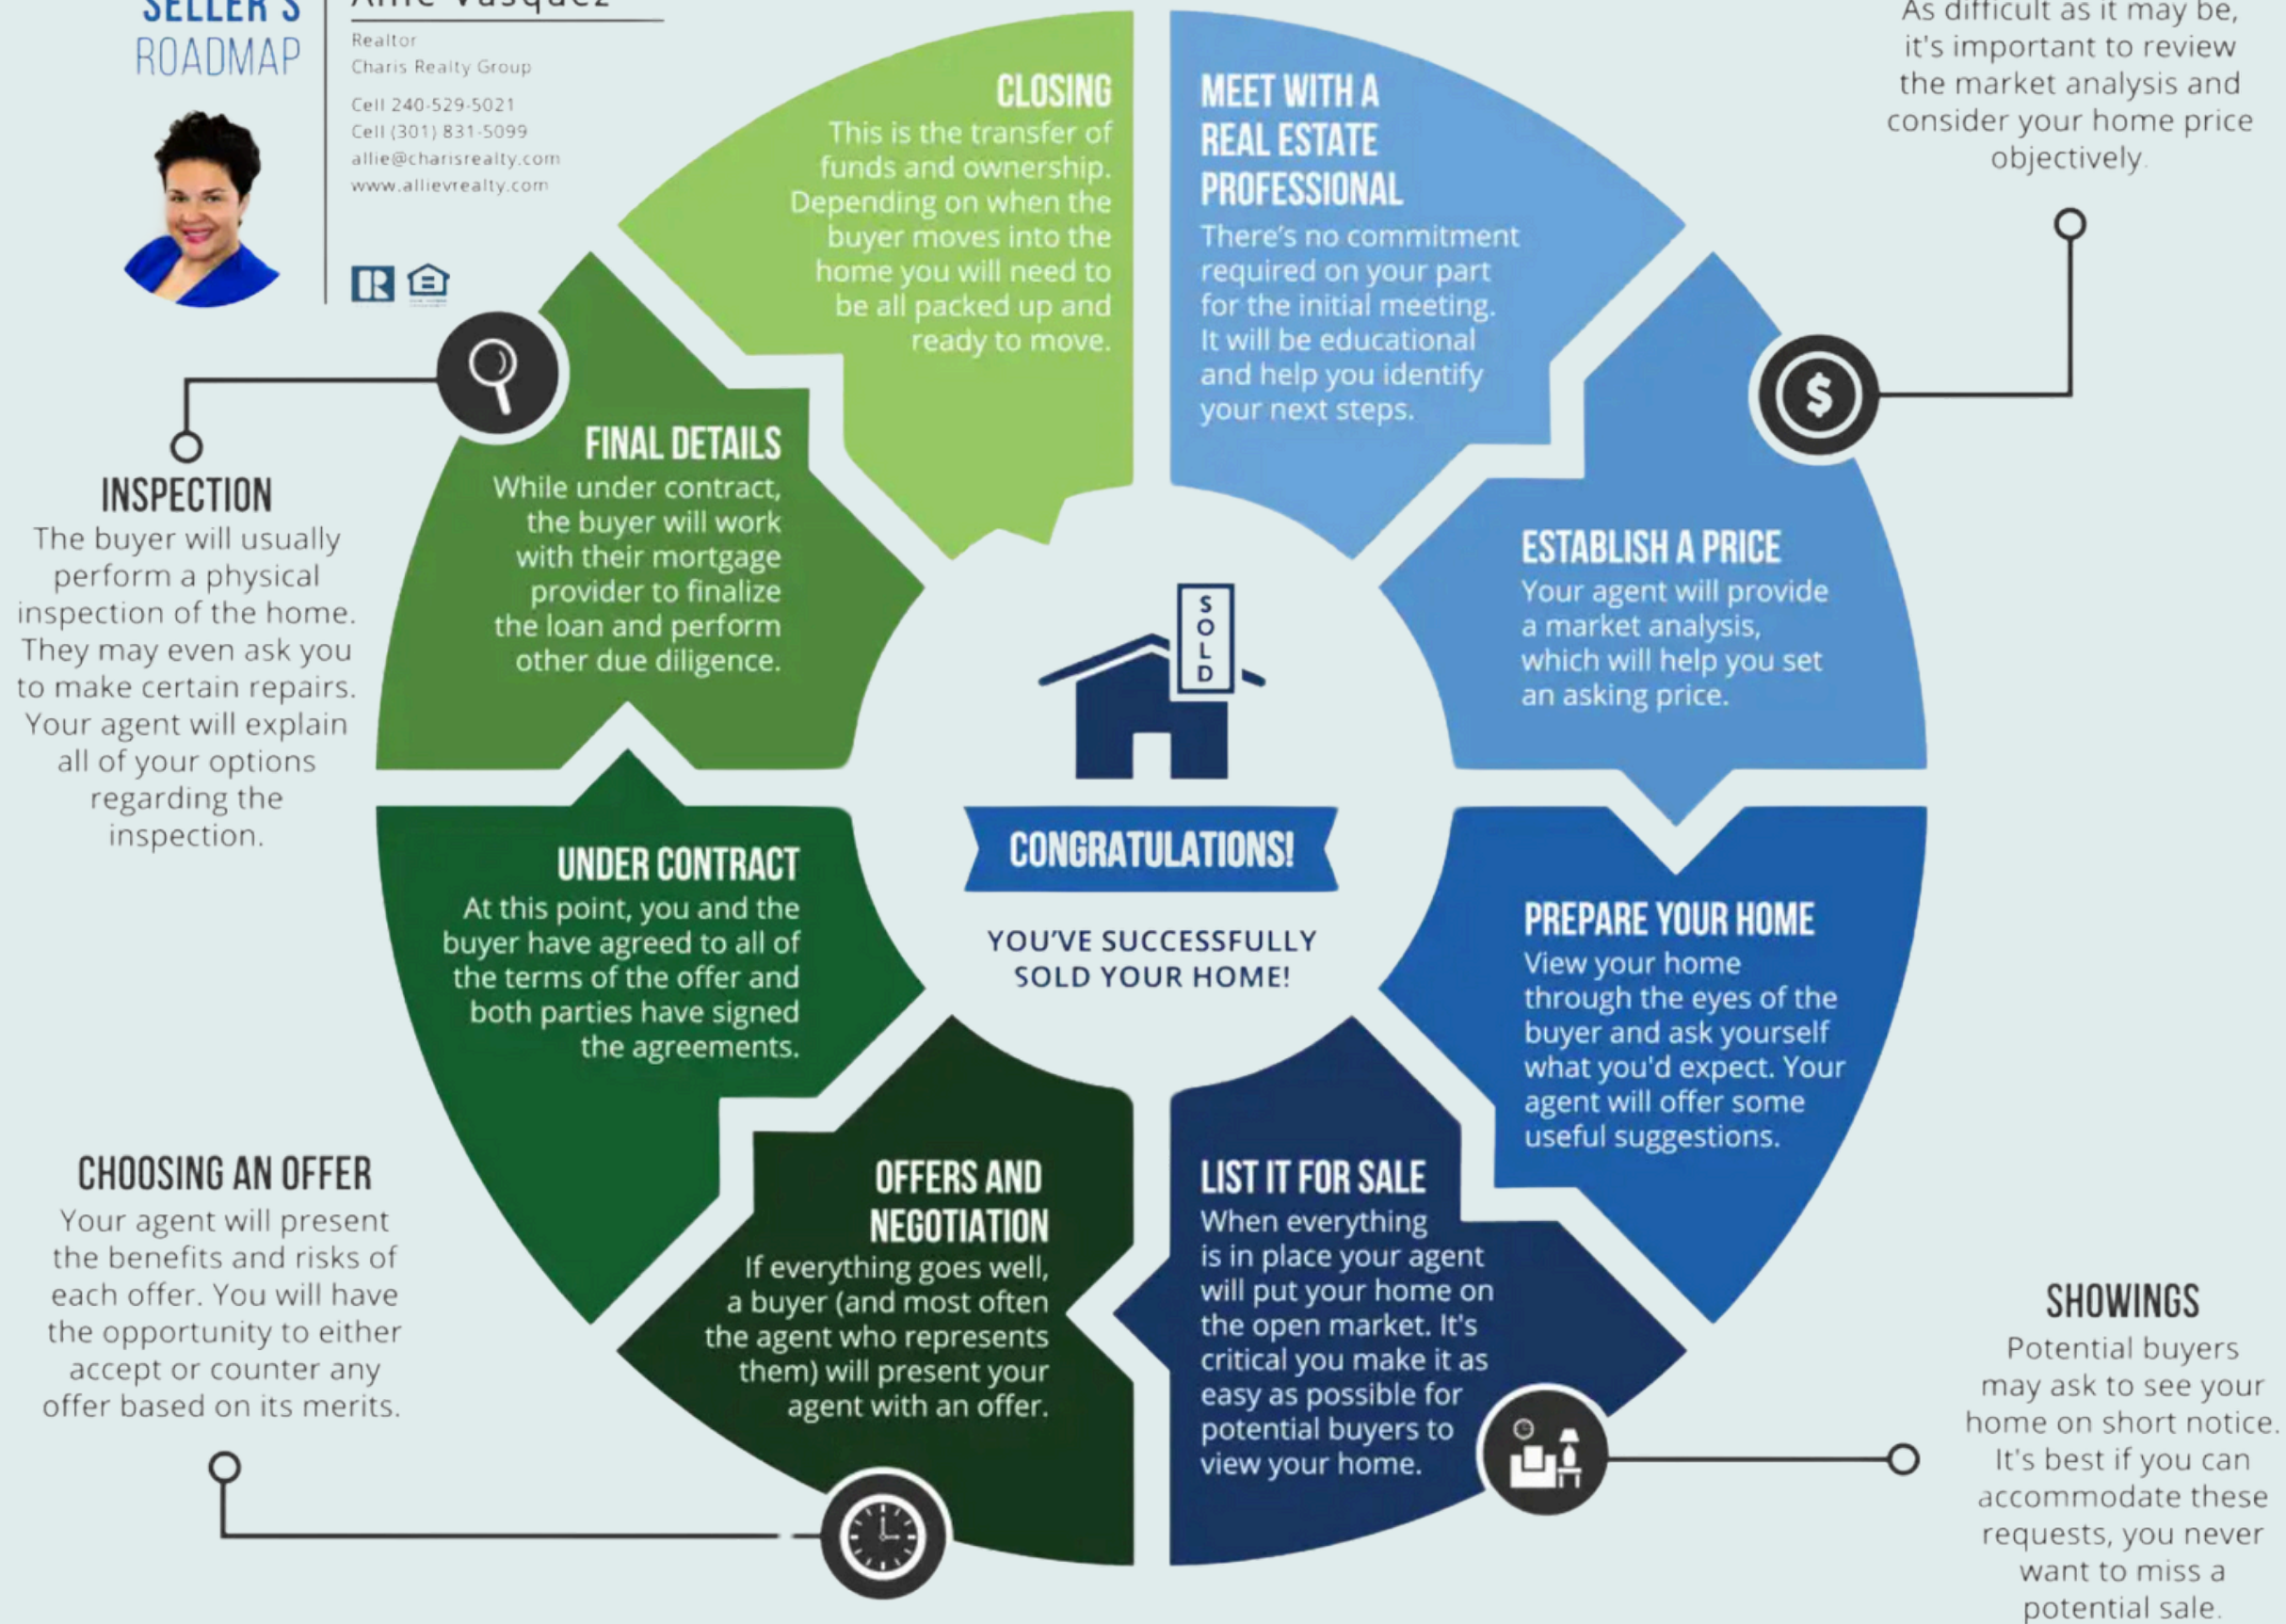 SELLER'S
ROADMAP
Allie Vasquez
Realtor
Charis Realty Group
Cell 240-529-5021
Cell (301) 831-5099
allie@charisrealty.com
www.allievrealty.com
As difficult as it may be,
it's important to review
the market analysis and
consider your home price
objectively.
MEET WITH A
REAL ESTATE
PROFESSIONAL
There's no commitment
required on your part
for the initial meeting.
It will be educational
and help you identify
your next steps.
$
ESTABLISH A PRICE
Your agent will provide
a market analysis,
which will help you set
an asking price.
PREPARE YOUR HOME
View your home
through the eyes of the
buyer and ask yourself
what you'd expect. Your
agent will offer some
useful suggestions.
LIST IT FOR SALE
When everything
is in place your agent
will put your home on
the open market. It's
critical you make it as
easy as possible for
potential buyers to
view your home.
SHOWINGS
Potential buyers
may ask to see your
home on short notice.
It's best if you can
accommodate these
requests, you never
want to miss a
potential sale.
OFFERS AND
NEGOTIATION
If everything goes well,
a buyer (and most often
the agent who represents
them) will present your
agent with an offer.
CHOOSING AN OFFER
Your agent will present
the benefits and risks of
each offer. You will have
the opportunity to either
accept or counter any
offer based on its merits.
UNDER CONTRACT
At this point, you and the
buyer have agreed to all of
the terms of the offer and
both parties have signed
the agreements.
FINAL DETAILS
While under contract,
the buyer will work
with their mortgage
provider to finalize
the loan and perform
other due diligence.
INSPECTION
The buyer will usually
perform a physical
inspection of the home.
They may even ask you
to make certain repairs.
Your agent will explain
all of your options
regarding the
inspection.
CLOSING
This is the transfer of
funds and ownership.
Depending on when the
buyer moves into the
home you will need to
be all packed up and
ready to move.
SOLD
CONGRATULATIONS!
YOU'VE SUCCESSFULLY
SOLD YOUR HOME!